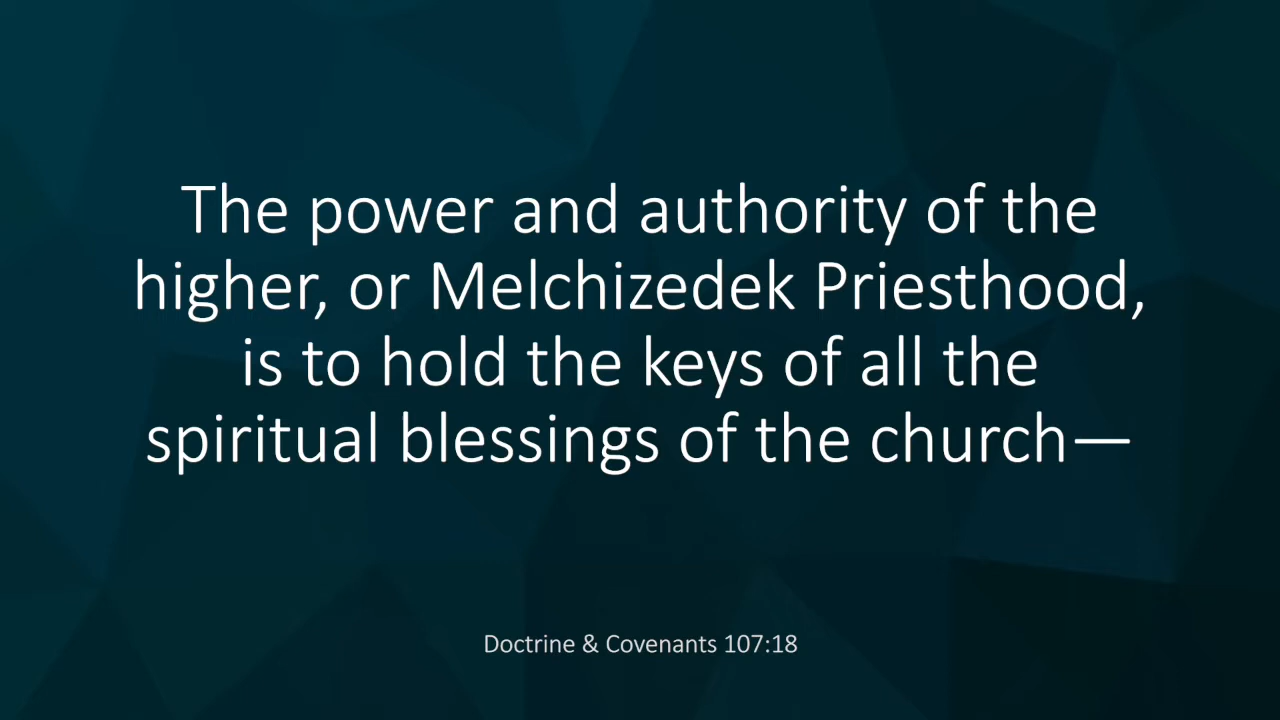 The power and authority of the
higher, or Melchizedek Priesthood,
is to hold the keys of all the
spiritual blessings of the church—
Doctrine & Covenants 107:18